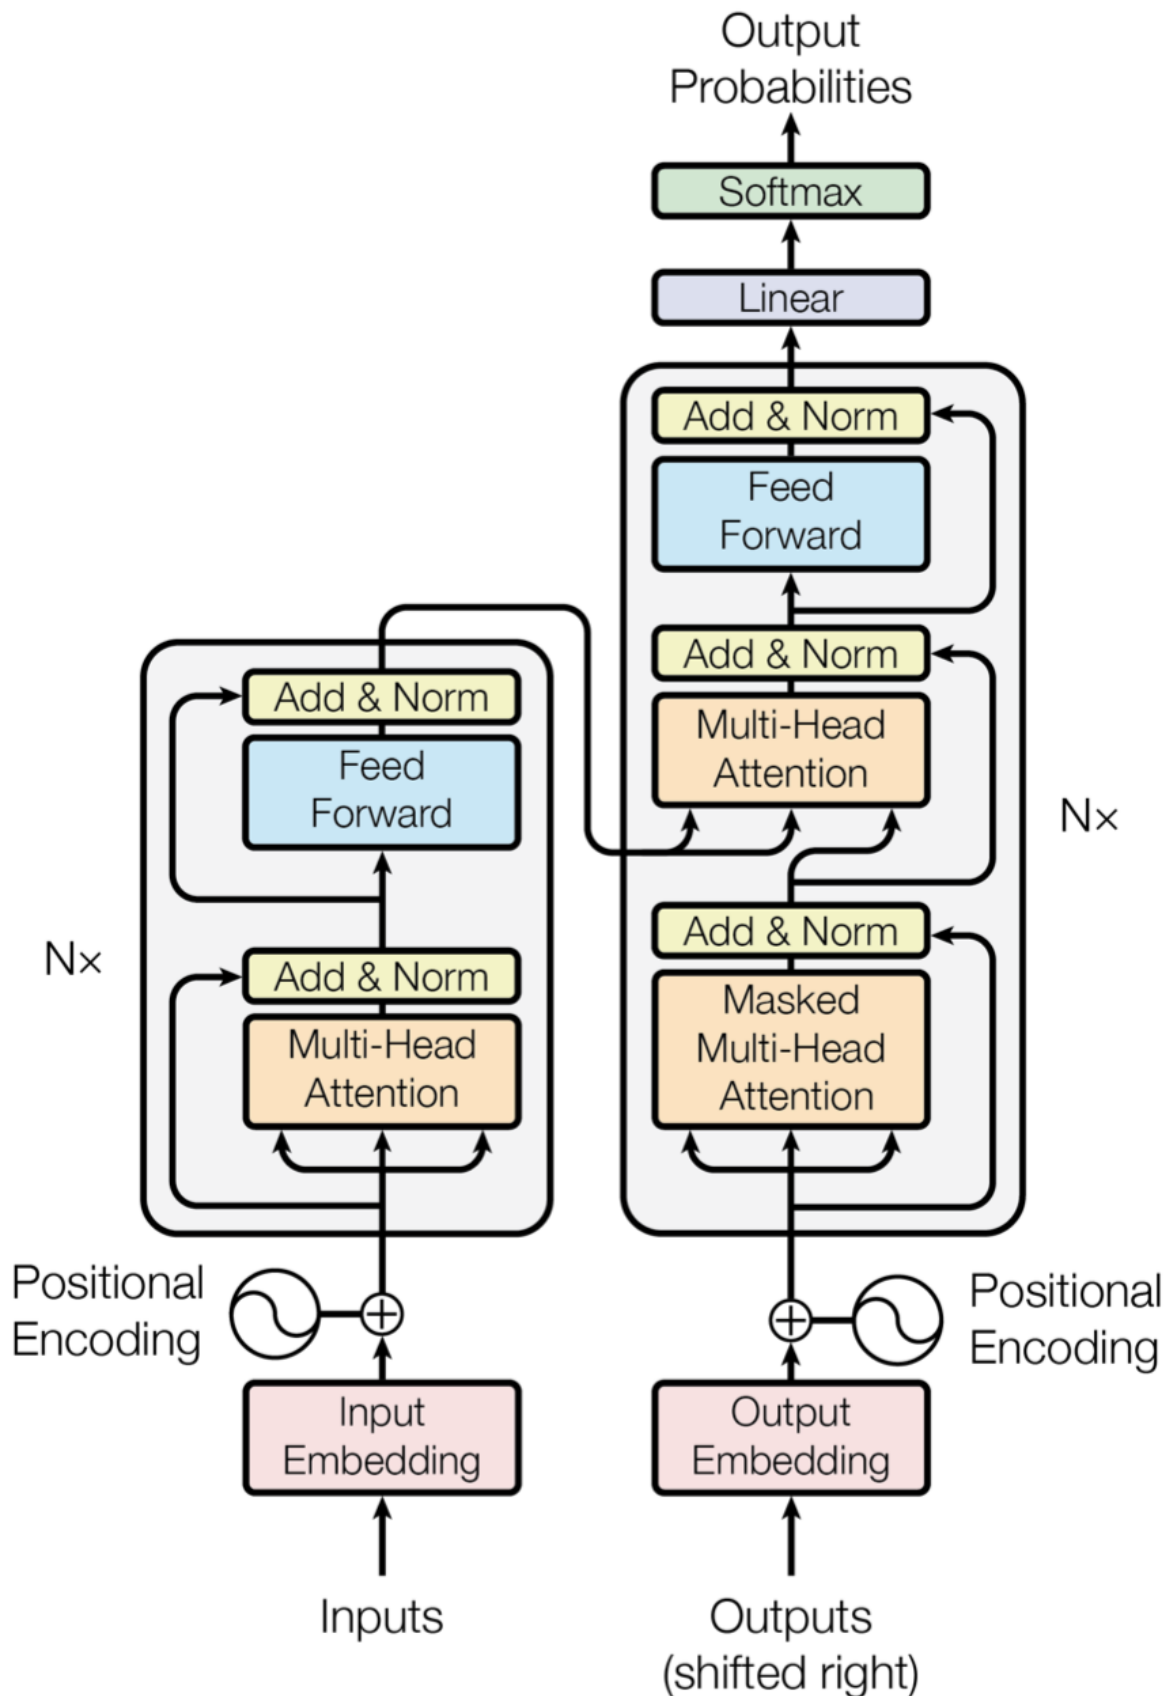 Output
Probabilities
Softmax
Linear
Add & Norm
Feed
Forward
Add & Norm
Multi-Head
Attention
Nx
Add & Norm
Masked
Multi-Head
Attention
Add & Norm
Feed
Forward
Nx
Add & Norm
Multi-Head
Attention
Positional
Encoding
Positional
Encoding
Input
Embedding
Output
Embedding
Inputs
Outputs
(shifted right)